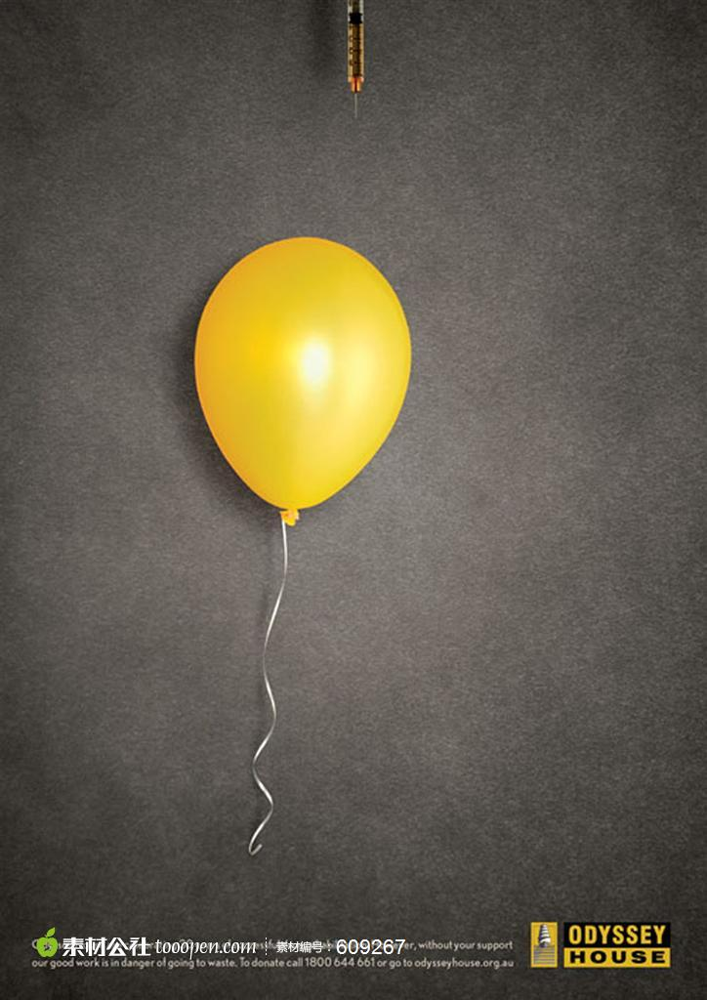 素材公社 tooopen.com 素材编号：609267
without your support
our good work is in danger of going to waste. To donate call 1800 644 661 or go to odysseyhouse.org.au
ODYSSEY
HOUSE